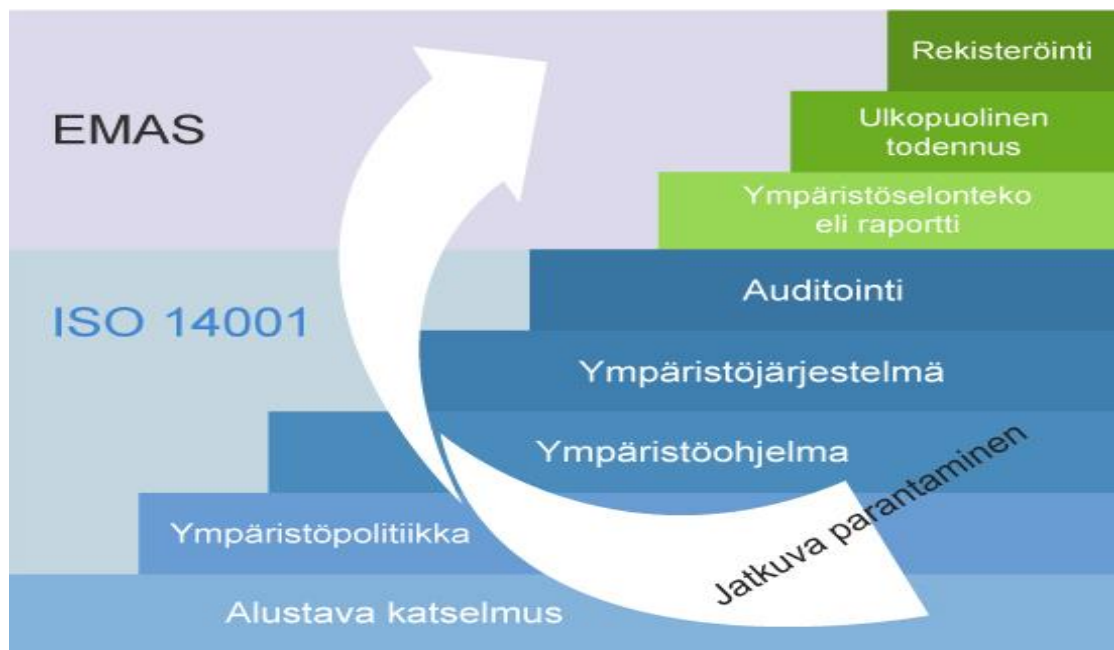 Rekisteröinti
EMAS
Ulkopuolinen
todennus
Ympäristöselonteko
eli raportti
ISO 14001
Auditointi
Ympäristöjärjestelmä
Ympäristöohjelma
Ympäristöpolitiikka
Jatkuva parantaminen
Alustava katselmus